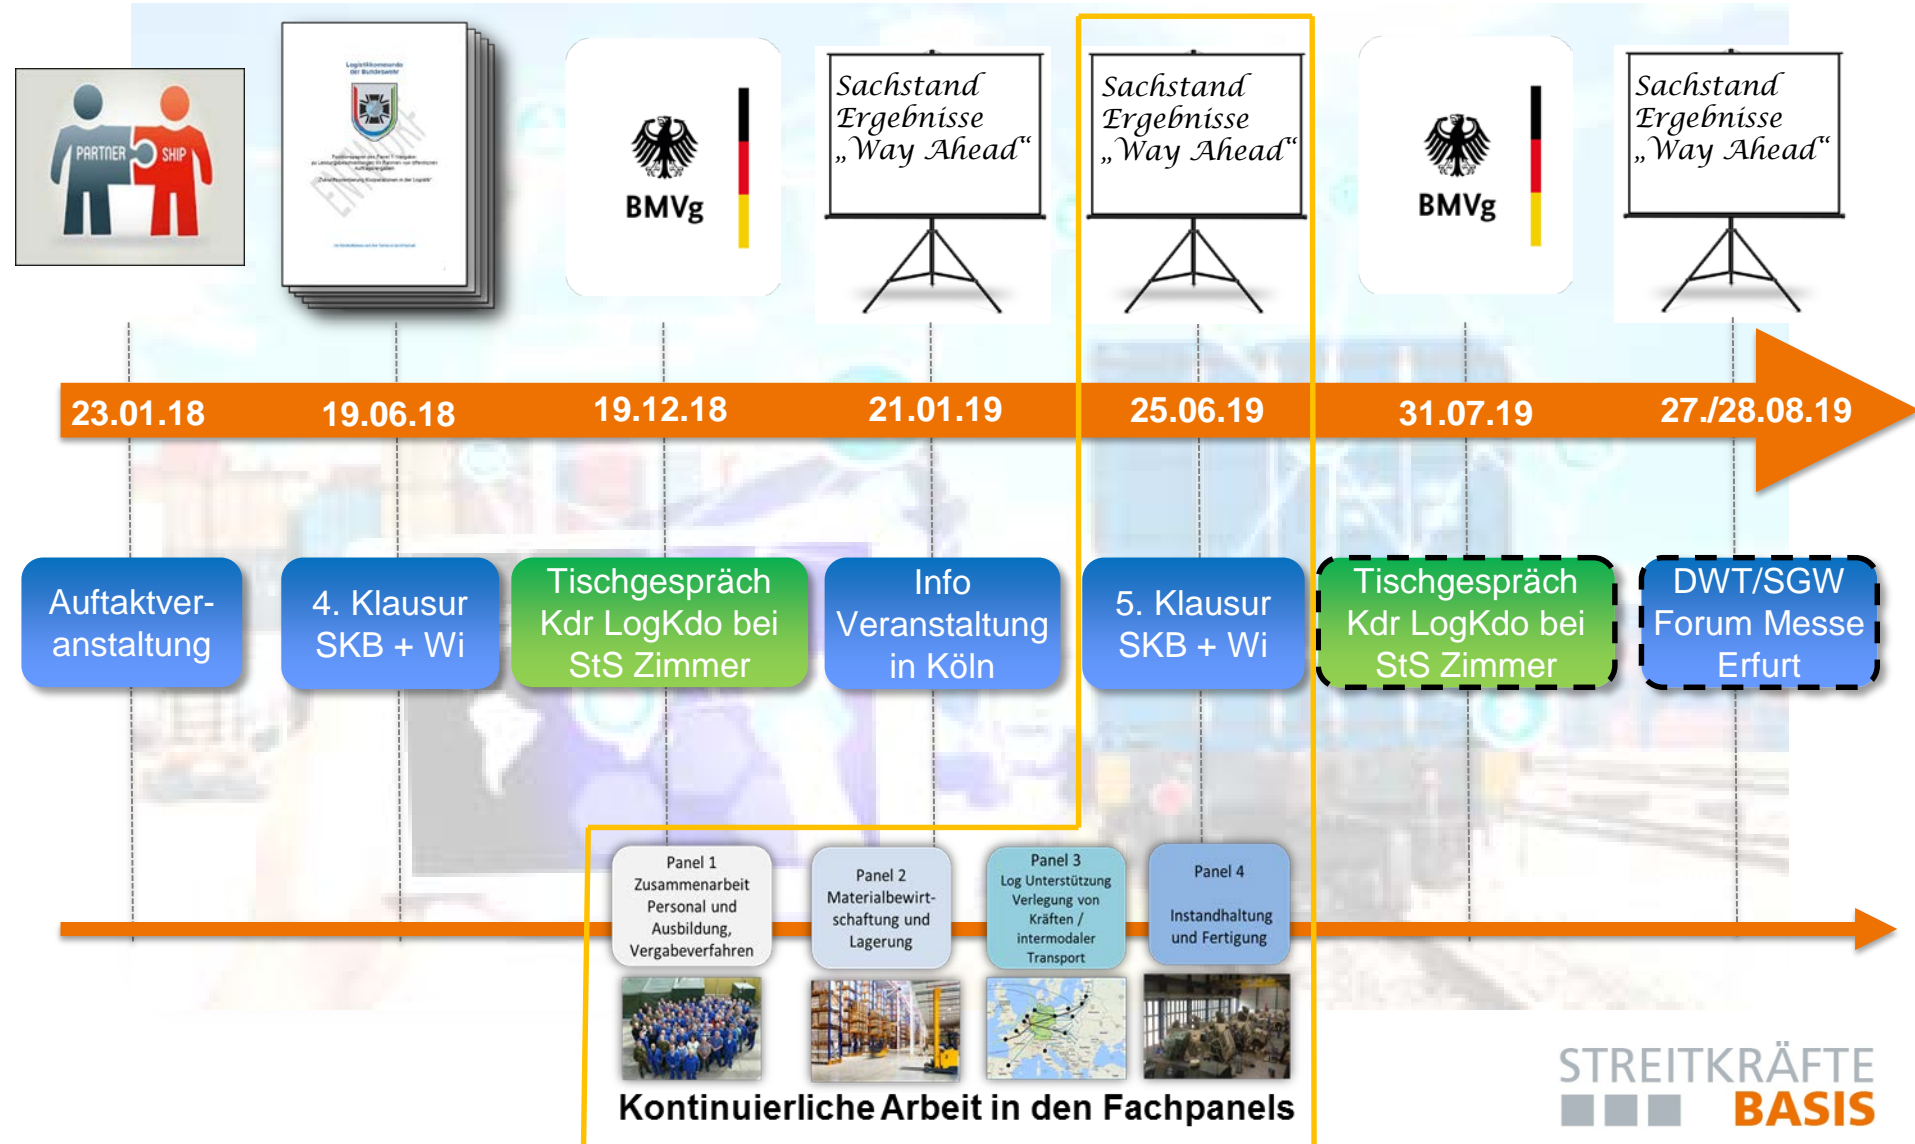 PARTNER SHIP
Logistikkommando
der Bundeswehr
ENTWURF
BMVg
Sachstand
Ergebnisse
„Way Ahead“
Sachstand
Ergebnisse
„Way Ahead“
BMVg
Sachstand
Ergebnisse
„Way Ahead“
23.01.18
19.06.18
19.12.18
21.01.19
25.06.19
31.07.19
27./28.08.19
Auftaktver-
anstaltung
4. Klausur
SKB + Wi
Tischgespräch
Kdr LogKdo bei
StS Zimmer
Info
Veranstaltung
in Köln
5. Klausur
SKB + Wi
Tischgespräch
Kdr LogKdo bei
StS Zimmer
DWT/SGW
Forum Messe
Erfurt
Panel 1
Zusammenarbeit
Personal und
Ausbildung,
Vergabeverfahren
Panel 2
Materialbewirt-
schaftung und
Lagerung
Panel 3
Log Unterstützung
Verlegung von
Kräften /
intermodaler
Transport
Panel 4
Instandhaltung
und Fertigung
Kontinuierliche Arbeit in den Fachpanels
STREITKRÄFTE
BASIS